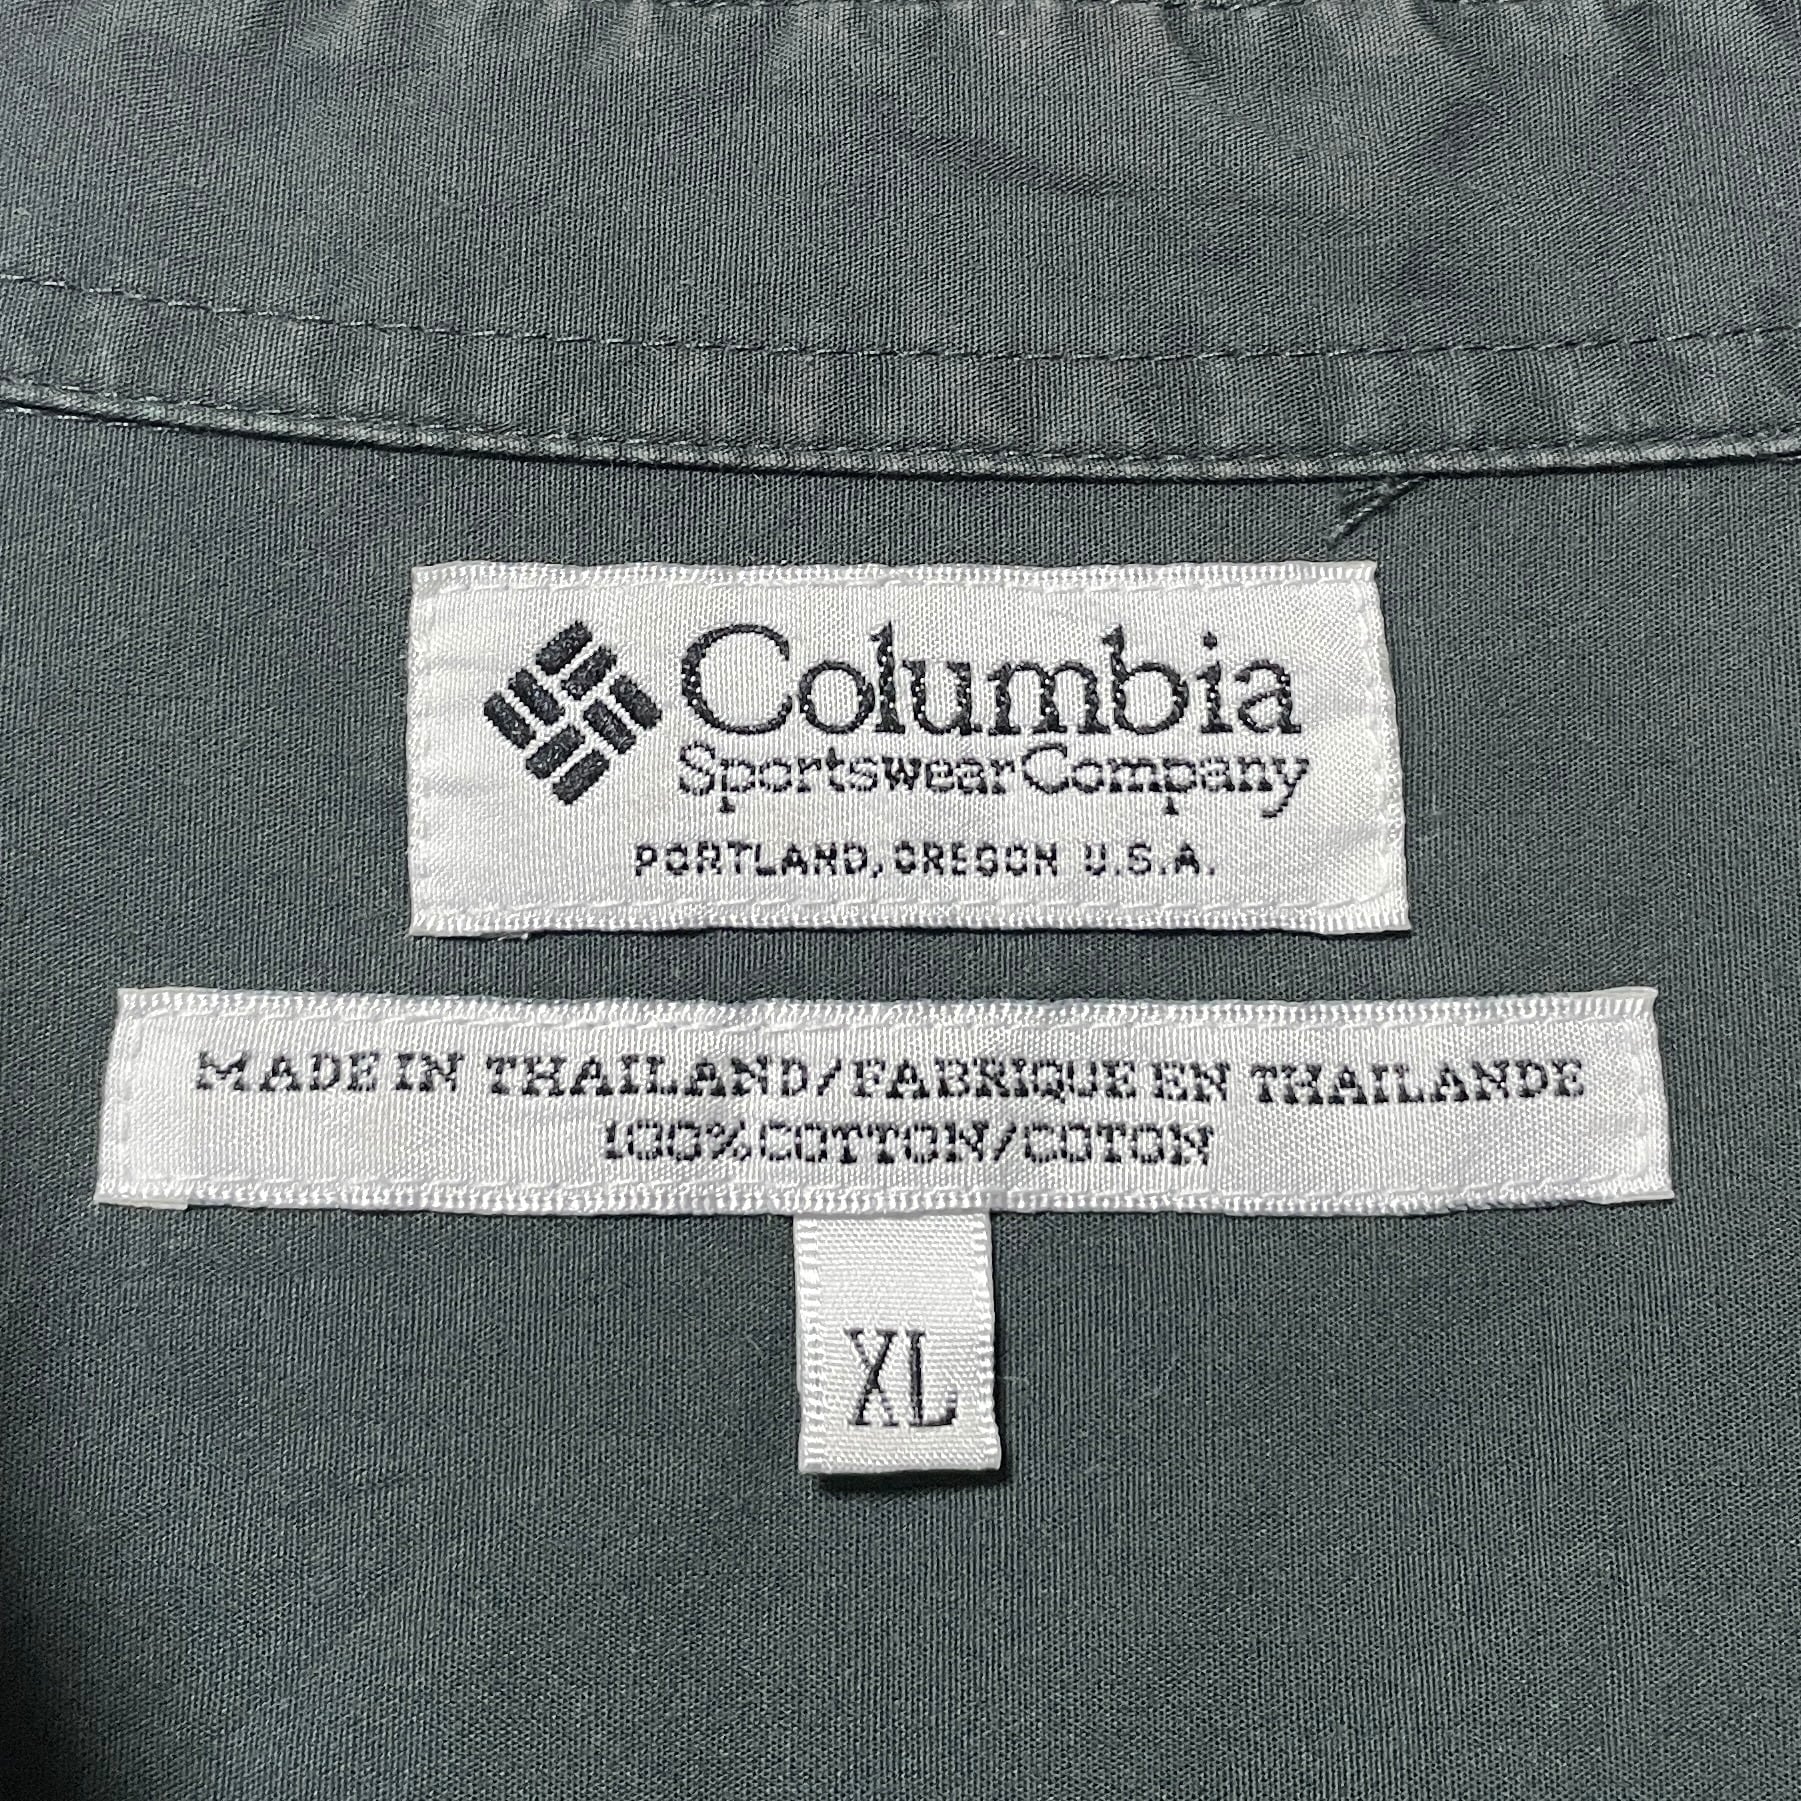 Columbia
Sportswear Company
PORTLAND, OREGON U.S.A.
MADE IN THAILAND/FABRIQUE EN THAILANDE
100% COTTON/COTON
XL